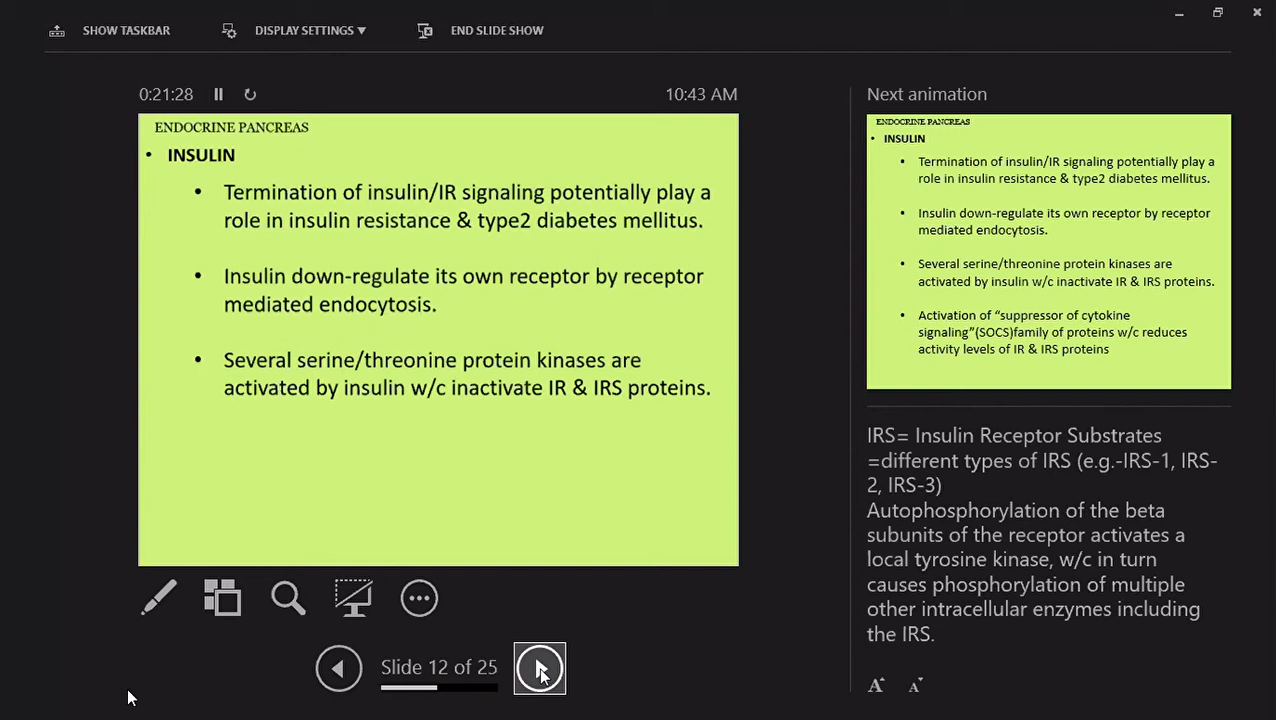 SHOW TASKBAR
DISPLAY SETTINGS ▼
END SLIDE SHOW
0:21:28
10:43 AM
ENDOCRINE PANCREAS
• INSULIN
• Termination of insulin/IR signaling potentially play a
role in insulin resistance & type2 diabetes mellitus.
• Insulin down-regulate its own receptor by receptor
mediated endocytosis.
• Several serine/threonine protein kinases are
activated by insulin w/c inactivate IR & IRS proteins.
Slide 12 of 25
Next animation
ENDOCRINE PANCREAS
• INSULIN
• Termination of insulin/IR signaling potentially play a
role in insulin resistance & type2 diabetes mellitus.
• Insulin down-regulate its own receptor by receptor
mediated endocytosis.
• Several serine/threonine protein kinases are
activated by insulin w/c inactivate IR & IRS proteins.
• Activation of “suppressor of cytokine
signaling”(SOCS)family of proteins w/c reduces
activity levels of IR & IRS proteins
IRS= Insulin Receptor Substrates
=different types of IRS (e.g.-IRS-1, IRS-
2, IRS-3)
Autophosphorylation of the beta
subunits of the receptor activates a
local tyrosine kinase, w/c in turn
causes phosphorylation of multiple
other intracellular enzymes including
the IRS.
A A